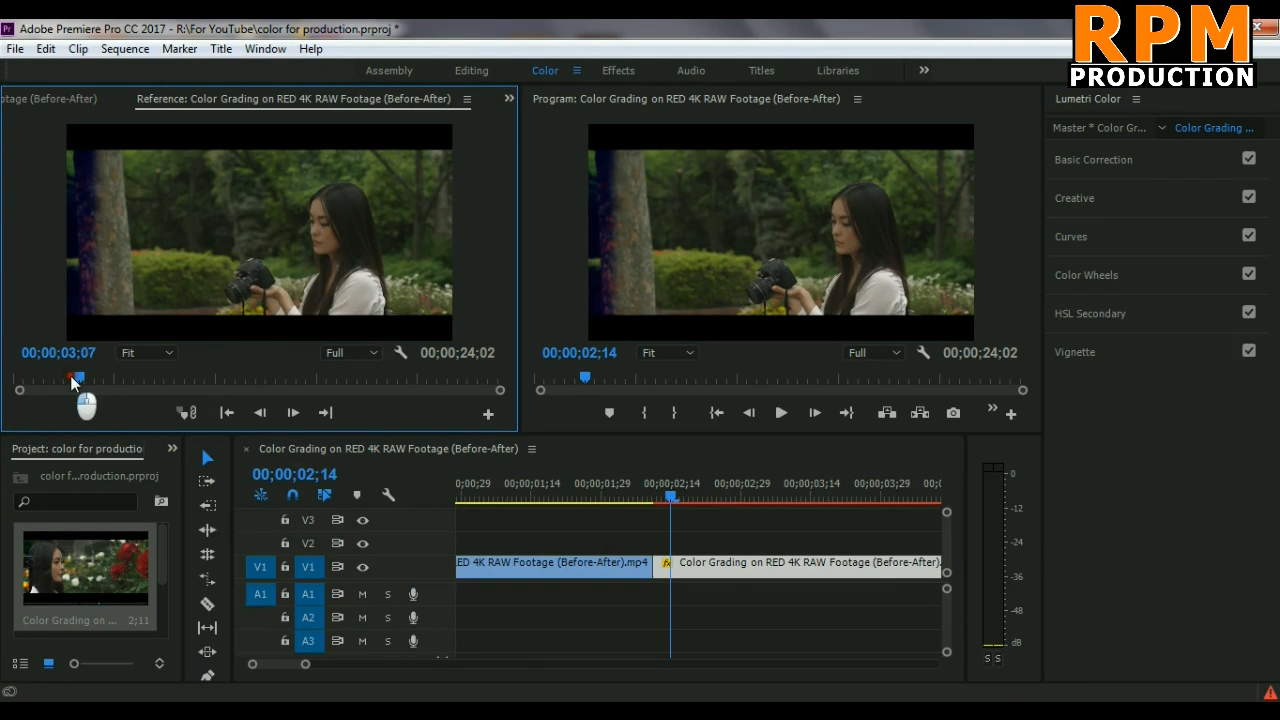 Pr Adobe Premiere Pro CC 2017 - R:\For YouTube\color for production.prproj *
RPM
PRODUCTION
File Edit Clip Sequence Marker Title Window Help
Assembly Editing Color Effects Audio Titles Libraries
otage (Before-After) Reference: Color Grading on RED 4K RAW Footage (Before-After)
Program: Color Grading on RED 4K RAW Footage (Before-After)
Lumetri Color
Master * Color Gr... Color Grading ...
Basic Correction
Creative
Curves
Color Wheels
HSL Secondary
Vignette
00;00;03;07 Fit Full 00;00;24;02
00;00;02;14 Fit Full 00;00;24;02
Project: color for productio
color f...roduction.prproj
Color Grading on ... 2;11
× Color Grading on RED 4K RAW Footage (Before-After)
00;00;02;14
0;00;29 00;00;01;14 00;00;01;29 00;00;02;14 00;00;02;29 00;00;03;14 00;00;03;29 00;0
V3
V2
V1 V1 ED 4K RAW Footage (Before-After).mp4 fx Color Grading on RED 4K RAW Footage (Before-After).
A1 A1 M S
A2 M S
A3 M S
0
-12
-24
-36
-48
dB
S S